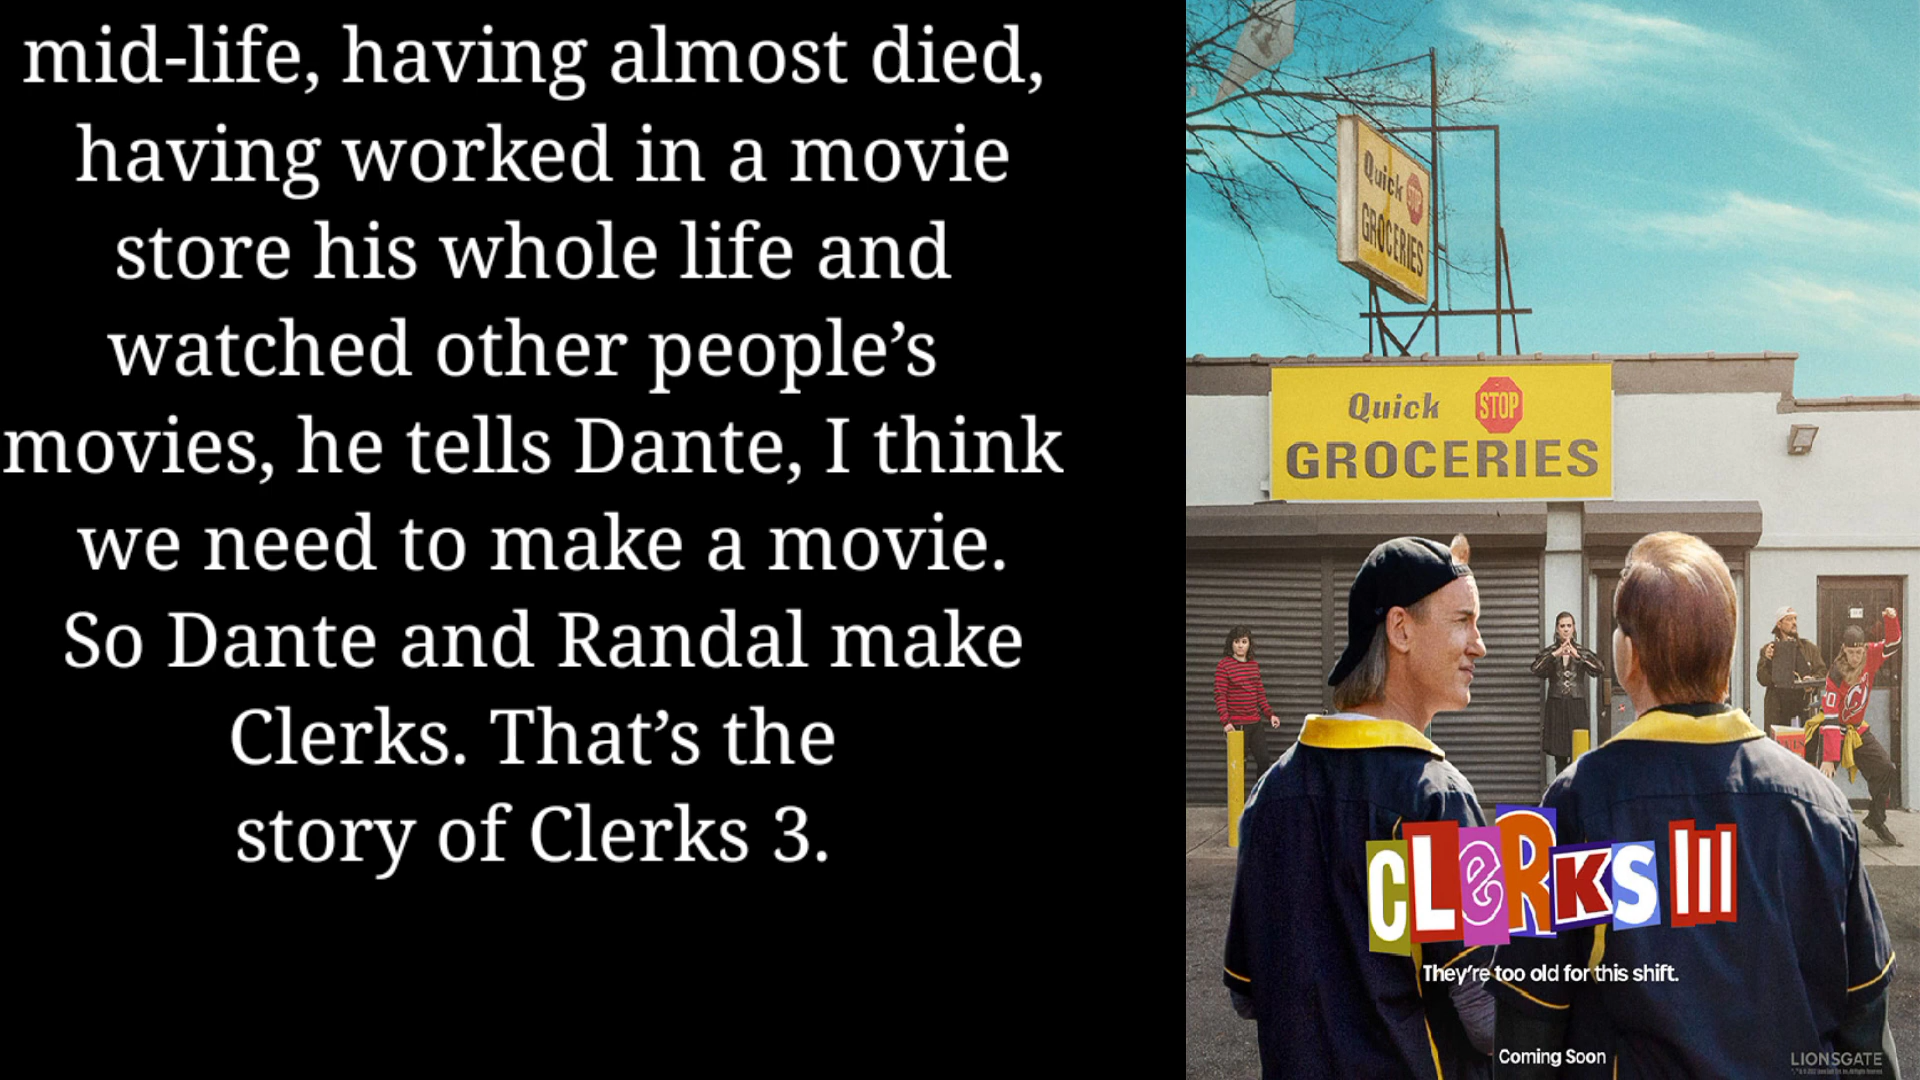 mid-life, having almost died,
having worked in a movie
store his whole life and
watched other people’s
movies, he tells Dante, I think
we need to make a movie.
So Dante and Randal make
Clerks. That’s the
story of Clerks 3.
Quick STOP
GROCERIES
Quick STOP
GROCERIES
CLeRKS III
They're too old for this shift.
Coming Soon
LIONSGATE